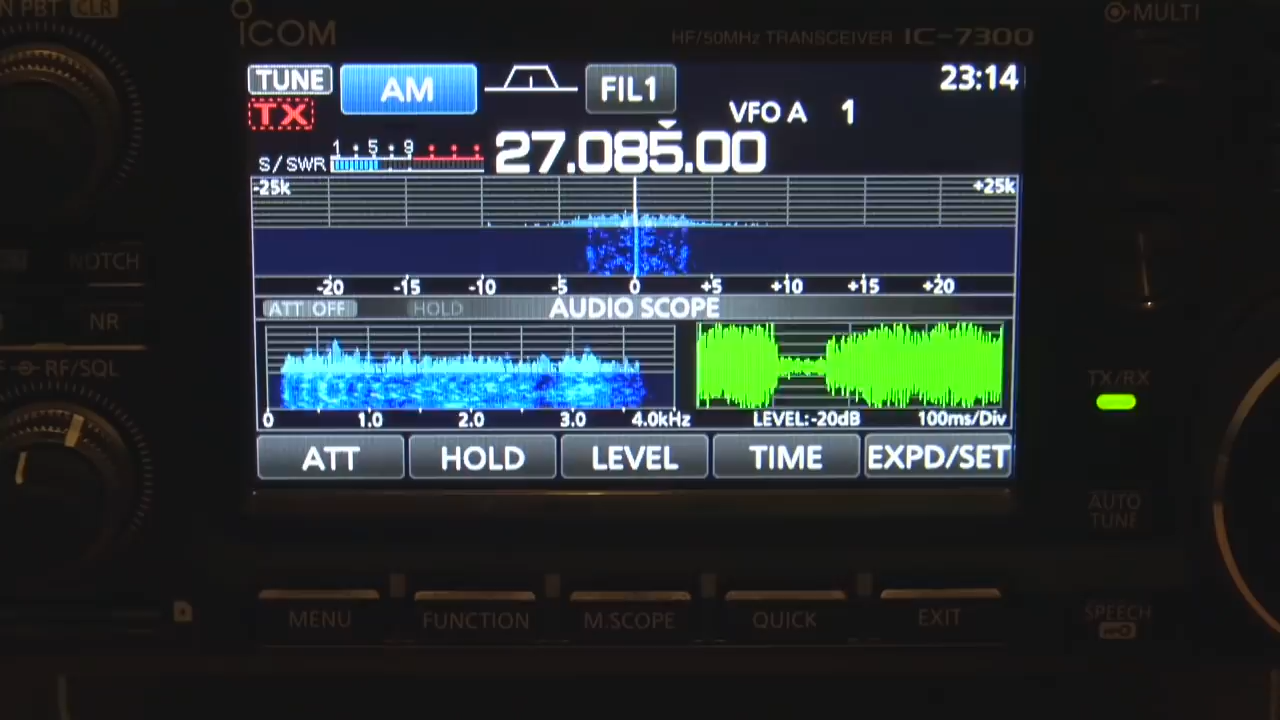 N PBT CLR
ICOM
HF/50MHz TRANSCEIVER IC-7300
MULTI
TUNE AM FIL1 23:14
TX VFO A 1
1 5 9
S/SWR 27.085.00
-25k +25k
NOTCH
-20 -15 -10 -5 0 +5 +10 +15 +20
ATT OFF HOLD AUDIO SCOPE
NR
RF/SQL
TX/RX
0 1.0 2.0 3.0 4.0kHz LEVEL:-20dB 100ms/Div
ATT HOLD LEVEL TIME EXPD/SET
AUTO
TUNE
MENU FUNCTION M.SCOPE QUICK EXIT
SPEECH